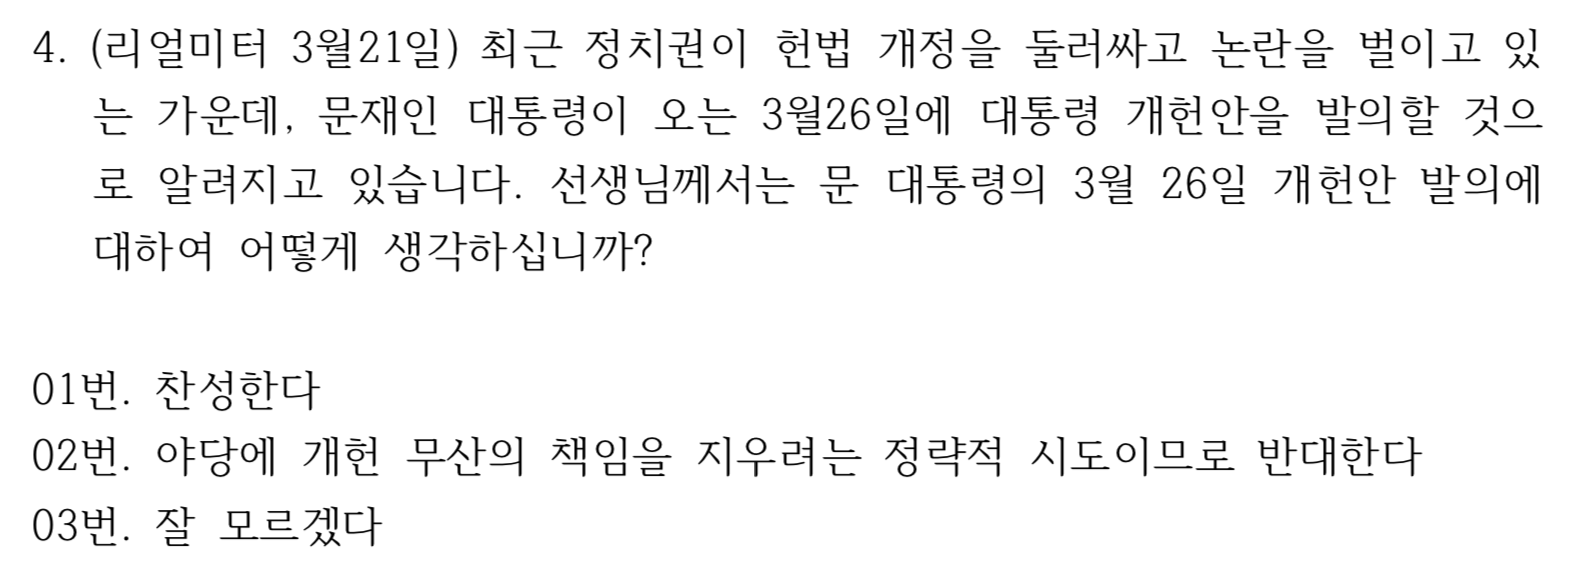 4. (리얼미터 3월21일) 최근 정치권이 헌법 개정을 둘러싸고 논란을 벌이고 있
는 가운데, 문재인 대통령이 오는 3월26일에 대통령 개헌안을 발의할 것으
로 알려지고 있습니다. 선생님께서는 문 대통령의 3월 26일 개헌안 발의에
대하여 어떻게 생각하십니까?
01번. 찬성한다
02번. 야당에 개헌 무산의 책임을 지우려는 정략적 시도이므로 반대한다
03번. 잘 모르겠다